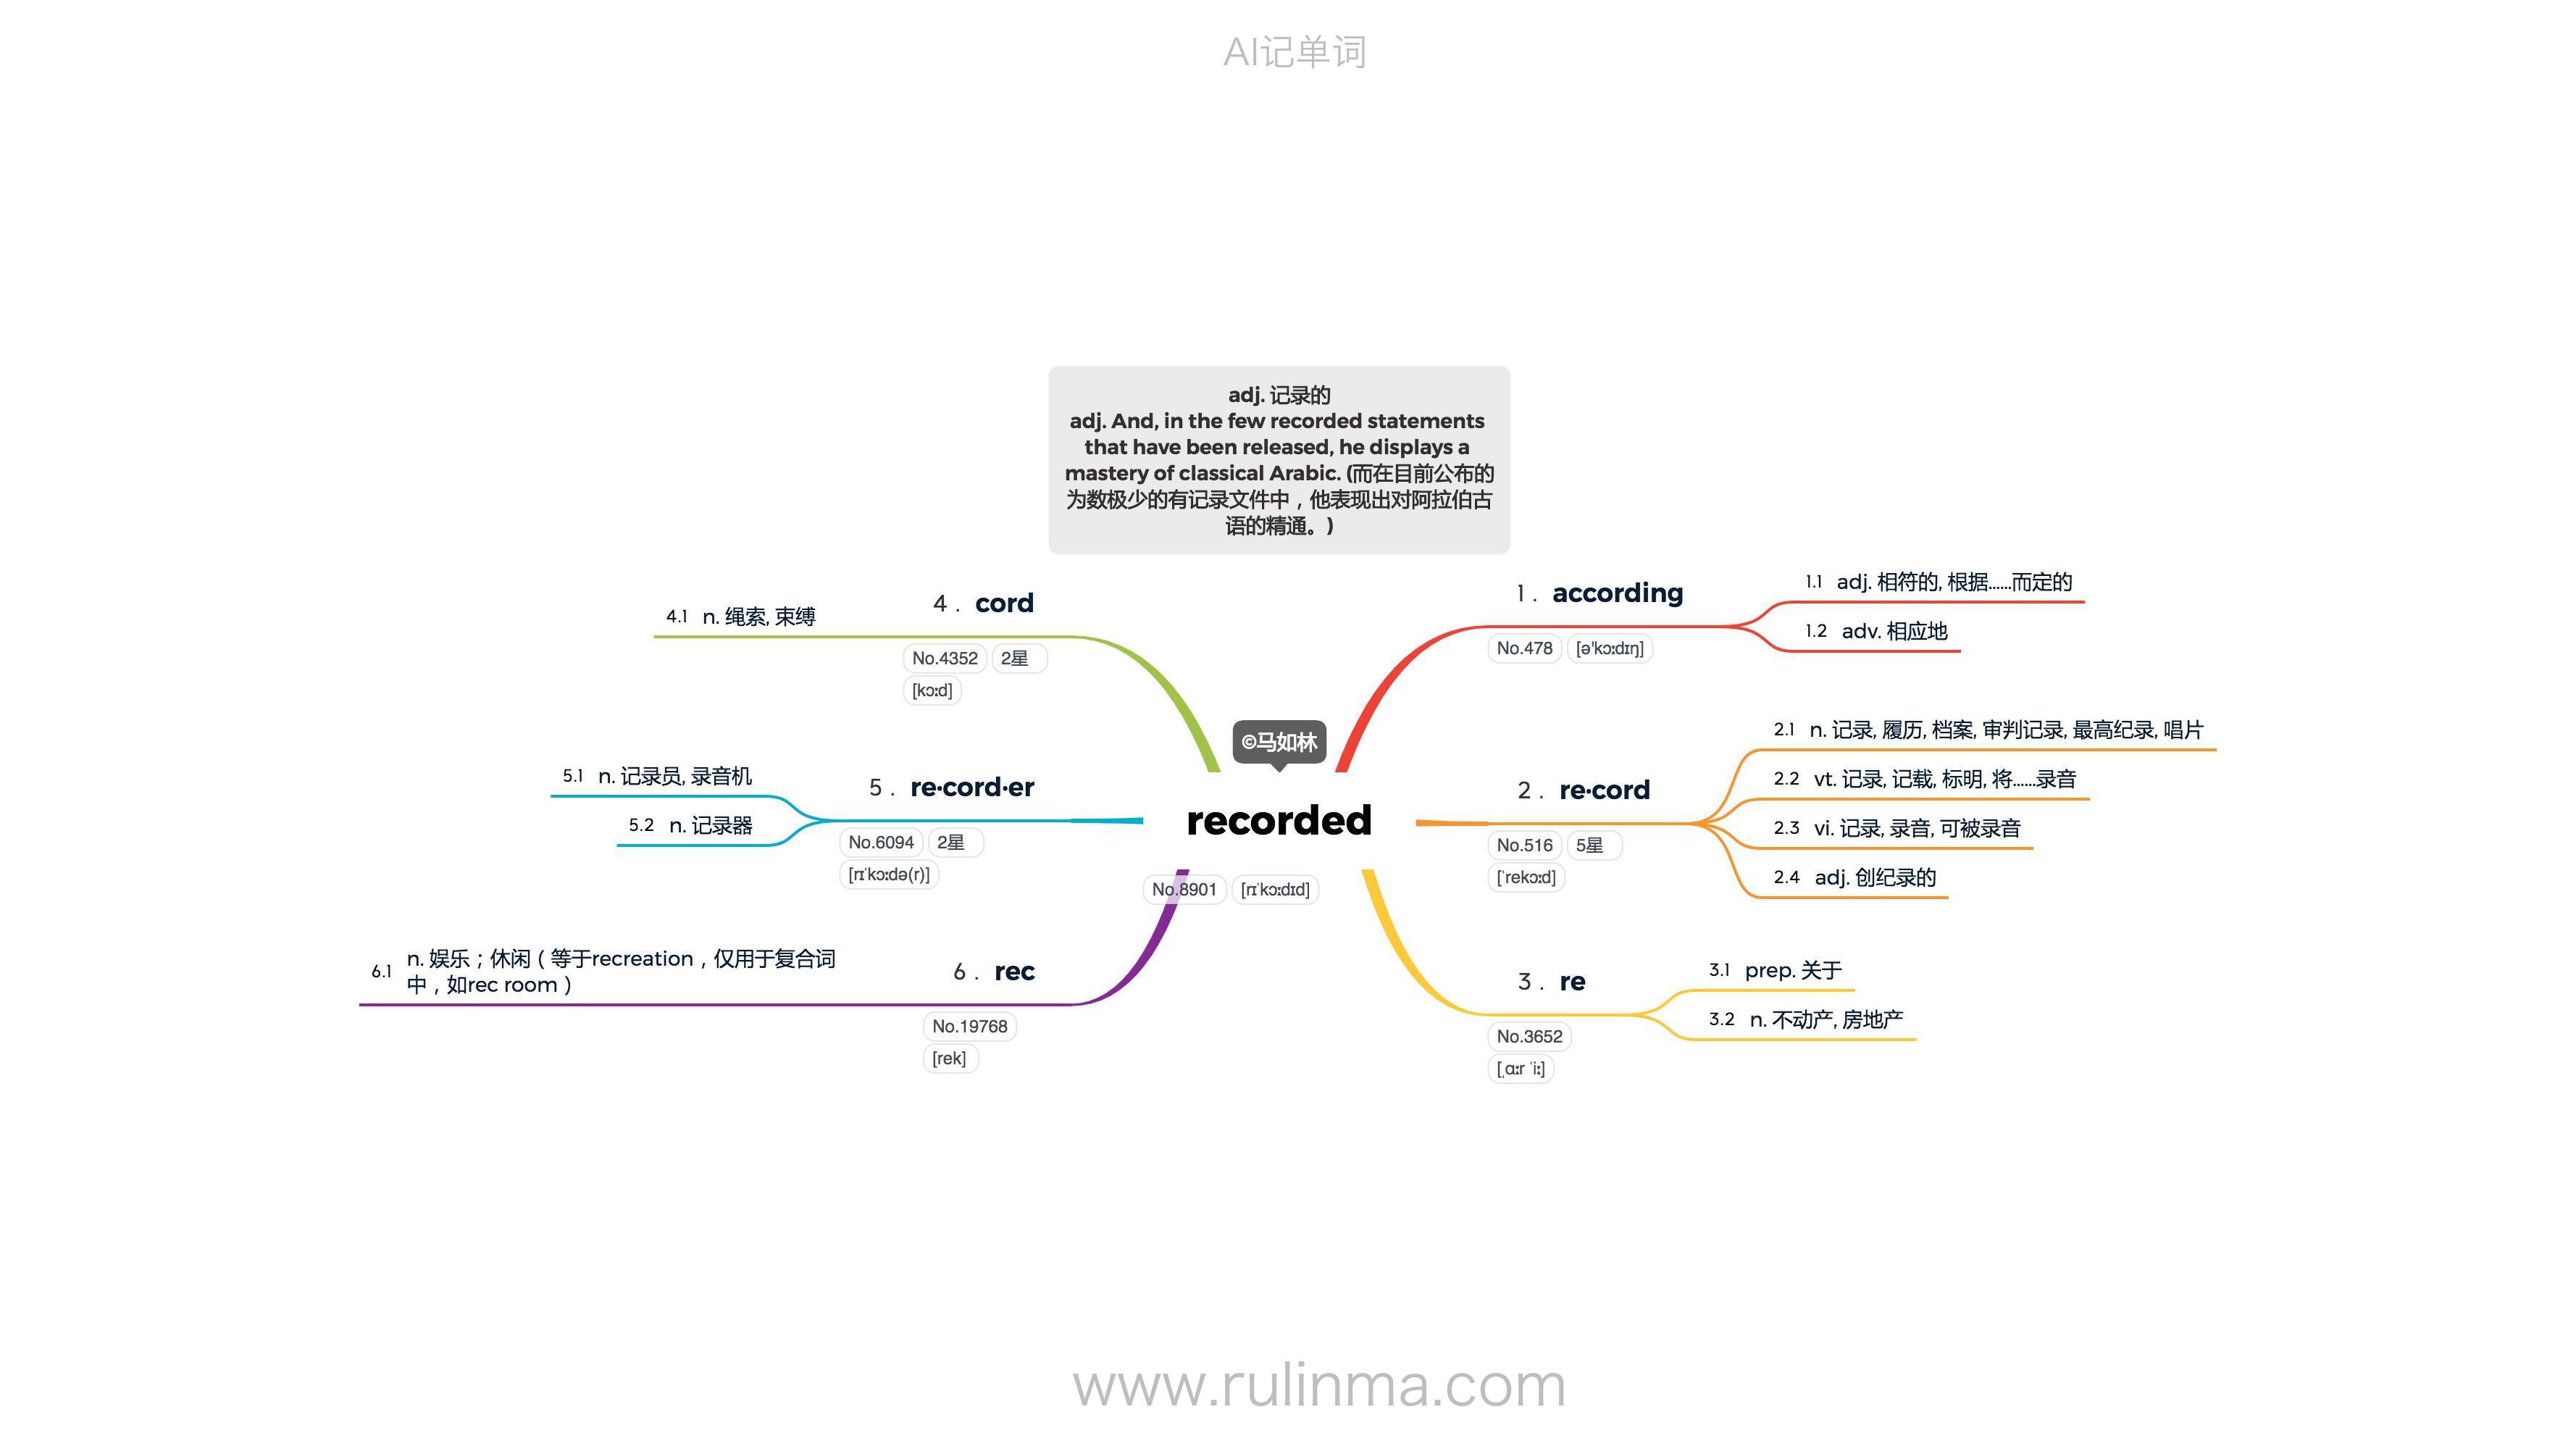 AI记单词
adj. 记录的
adj. And, in the few recorded statements
that have been released, he displays a
mastery of classical Arabic. (而在目前公布的
为数极少的有记录文件中，他表现出对阿拉伯古
语的精通。)
©马如林
recorded
No.8901 [rɪˈkɔːdɪd]
1. according
No.478 [ə'kɔːdɪŋ]
1.1 adj. 相符的, 根据……而定的
1.2 adv. 相应地
2. re·cord
No.516 5星
[ˈrekɔːd]
2.1 n. 记录, 履历, 档案, 审判记录, 最高纪录, 唱片
2.2 vt. 记录, 记载, 标明, 将……录音
2.3 vi. 记录, 录音, 可被录音
2.4 adj. 创纪录的
3. re
No.3652
[ˌɑːr ˈiː]
3.1 prep. 关于
3.2 n. 不动产, 房地产
4. cord
No.4352 2星
[kɔːd]
4.1 n. 绳索, 束缚
5. re·cord·er
No.6094 2星
[rɪˈkɔːdə(r)]
5.1 n. 记录员, 录音机
5.2 n. 记录器
6. rec
No.19768
[rek]
6.1 n. 娱乐；休闲（等于recreation，仅用于复合词
中，如rec room）
www.rulinma.com